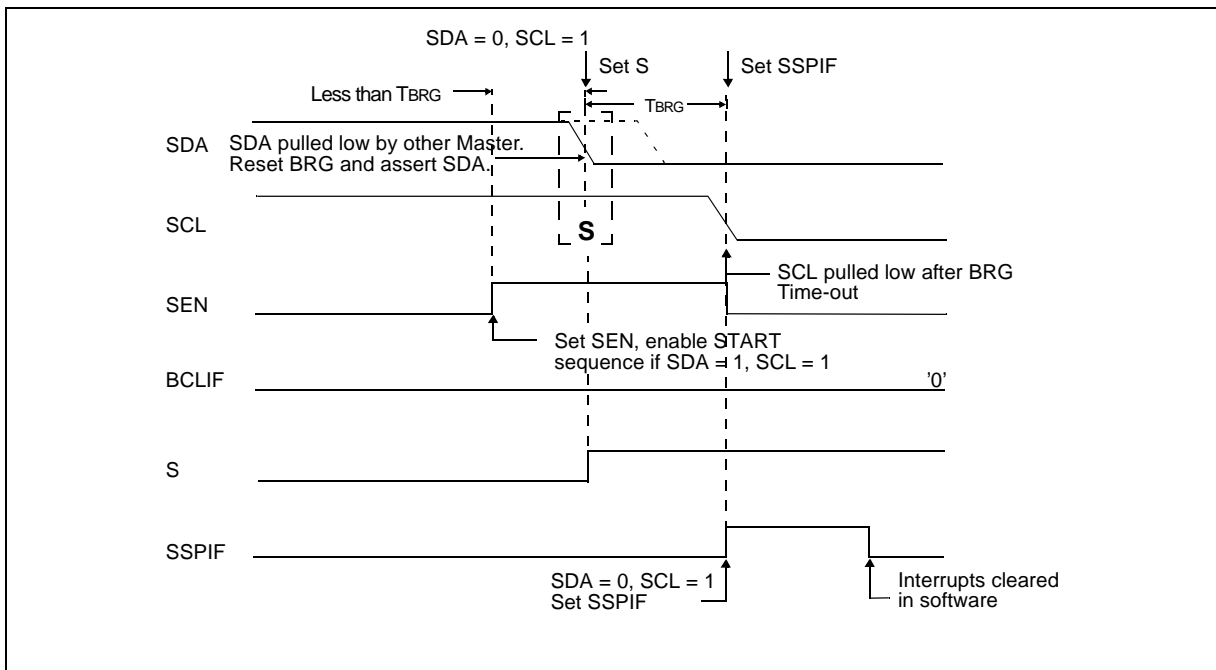 SDA = 0, SCL = 1
Set S
Set SSPIF
Less than TBRG
TBRG
SDA
SDA pulled low by other Master.
Reset BRG and assert SDA.
SCL
S
SCL pulled low after BRG
Time-out
SEN
Set SEN, enable START
sequence if SDA = 1, SCL = 1
BCLIF
'0'
S
SSPIF
SDA = 0, SCL = 1
Set SSPIF
Interrupts cleared
in software